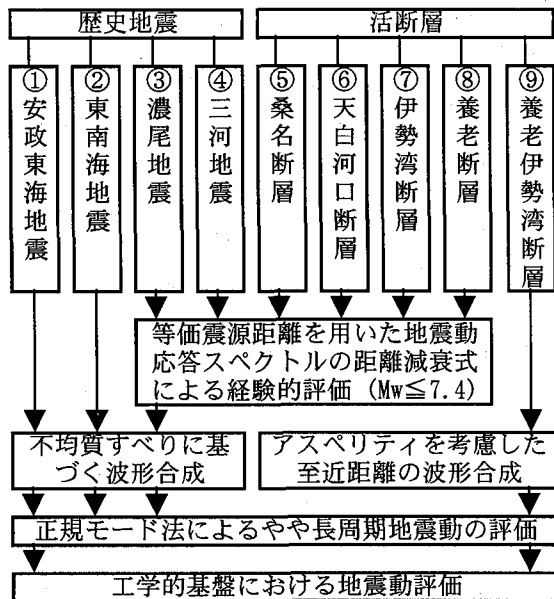 歴史地震
活断層
①安政東海地震
②東南海地震
③濃尾地震
④三河地震
⑤桑名断層
⑥天白河口断層
⑦伊勢湾断層
⑧養老断層
⑨養老伊勢湾断層
等価震源距離を用いた地震動
応答スペクトルの距離減衰式
による経験的評価（Mw≦7.4）
不均質すべりに基
づく波形合成
アスペリティを考慮した
至近距離の波形合成
正規モード法によるやや長周期地震動の評価
工学的基盤における地震動評価